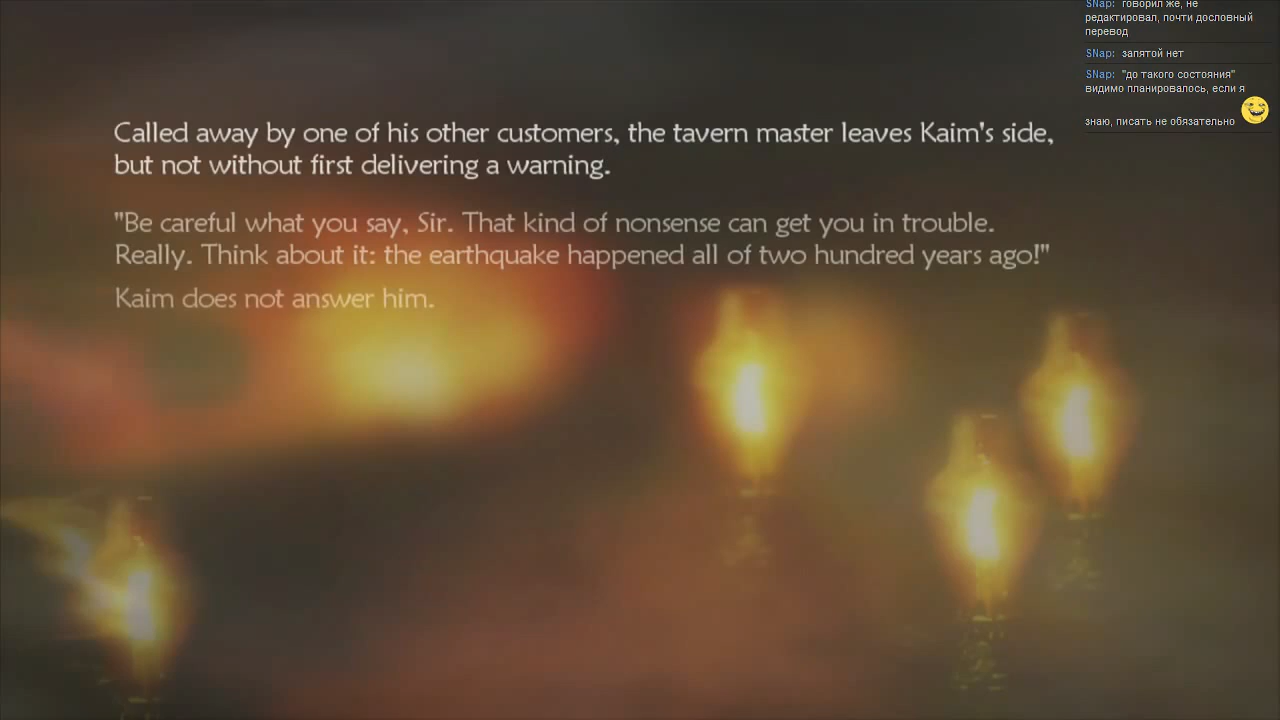 Called away by one of his other customers, the tavern master leaves Kaim's side,
but not without first delivering a warning.
"Be careful what you say, Sir. That kind of nonsense can get you in trouble.
Really. Think about it: the earthquake happened all of two hundred years ago!"
Kaim does not answer him.
SNap: говорил же, не
редактировал, почти дословный
перевод
SNap: запятой нет
SNap: "до такого состояния"
видимо планировалось, если я
знаю, писать не обязательно